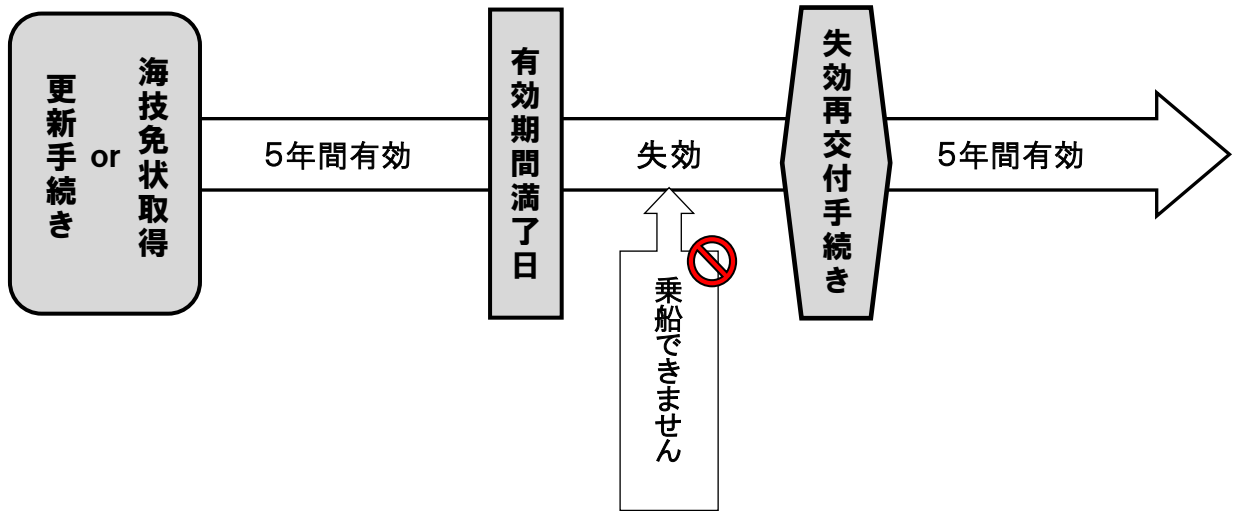 海技免状取得
or
更新手続き
5年間有効
有効期間満了日
失効
乗船できません
失効再交付手続き
5年間有効